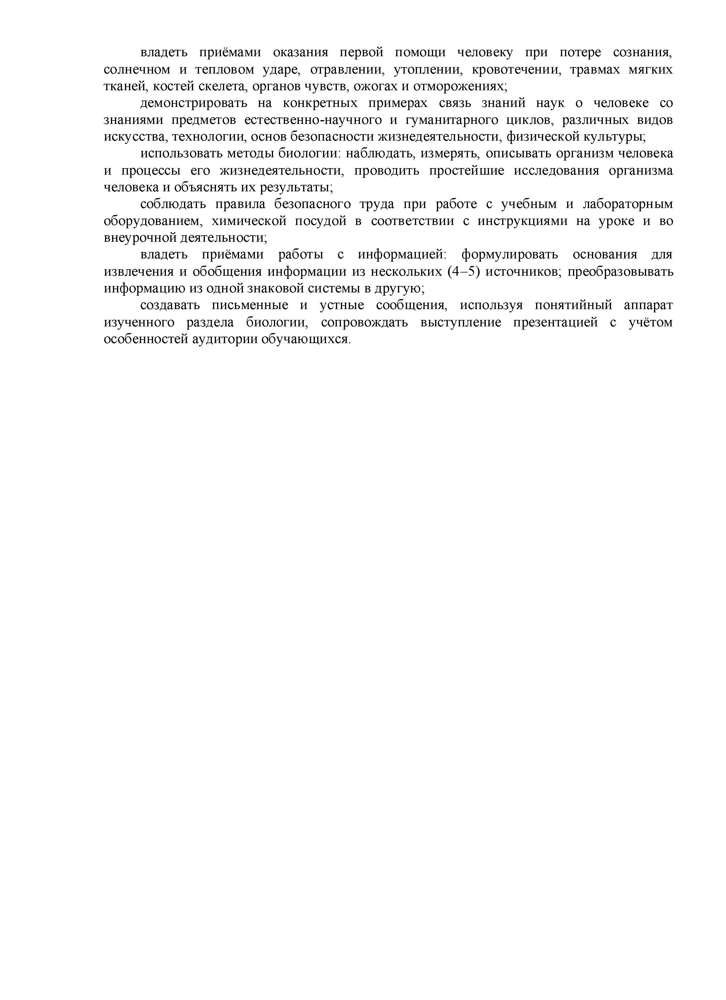 владеть приёмами оказания первой помощи человеку при потере сознания,
солнечном и тепловом ударе, отравлении, утоплении, кровотечении, травмах мягких
тканей, костей скелета, органов чувств, ожогах и отморожениях;
демонстрировать на конкретных примерах связь знаний наук о человеке со
знаниями предметов естественно-научного и гуманитарного циклов, различных видов
искусства, технологии, основ безопасности жизнедеятельности, физической культуры;
использовать методы биологии: наблюдать, измерять, описывать организм человека
и процессы его жизнедеятельности, проводить простейшие исследования организма
человека и объяснять их результаты;
соблюдать правила безопасного труда при работе с учебным и лабораторным
оборудованием, химической посудой в соответствии с инструкциями на уроке и во
внеурочной деятельности;
владеть приёмами работы с информацией: формулировать основания для
извлечения и обобщения информации из нескольких (4–5) источников; преобразовывать
информацию из одной знаковой системы в другую;
создавать письменные и устные сообщения, используя понятийный аппарат
изученного раздела биологии, сопровождать выступление презентацией с учётом
особенностей аудитории обучающихся.